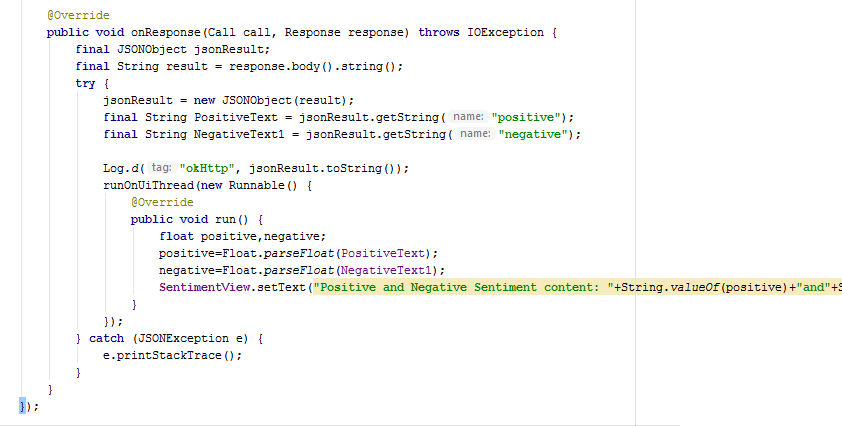 @Override
public void onResponse(Call call, Response response) throws IOException {
final JSONObject jsonResult;
final String result = response.body().string();
try {
jsonResult = new JSONObject(result);
final String PositiveText = jsonResult.getString( name: "positive");
final String NegativeText1 = jsonResult.getString( name: "negative");
Log.d( tag: "okHttp", jsonResult.toString());
runOnUiThread(new Runnable() {
@Override
public void run() {
float positive,negative;
positive=Float.parseFloat(PositiveText);
negative=Float.parseFloat(NegativeText1);
SentimentView.setText("Positive and Negative Sentiment content: "+String.valueOf(positive)+"and"+S
}
});
} catch (JSONException e) {
e.printStackTrace();
}
}
});